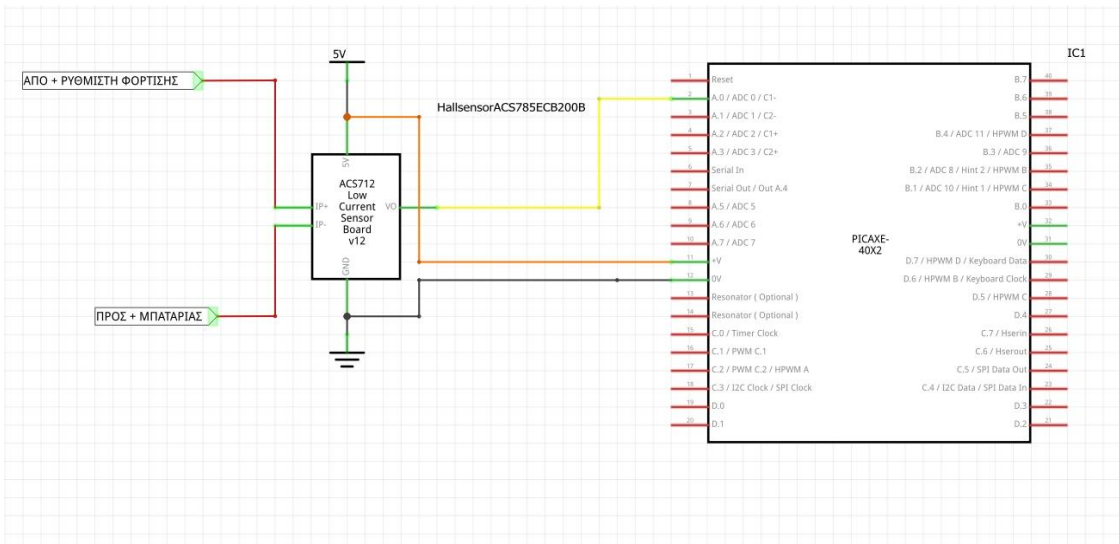 5V
IC1
ΑΠΟ + ΡΥΘΜΙΣΤΗ ΦΟΡΤΙΣΗΣ
HallsensorACS785ECB200B
5V
ACS712
Low
Current
Sensor
Board
v12
IP+
IP-
VO
GND
ΠΡΟΣ + ΜΠΑΤΑΡΙΑΣ
PICAXE-
40X2
1 Reset
2 A.0 / ADC 0 / C1-
3 A.1 / ADC 1 / C2-
4 A.2 / ADC 2 / C1+
5 A.3 / ADC 3 / C2+
6 Serial In
7 Serial Out / Out A.4
8 A.5 / ADC 5
9 A.6 / ADC 6
10 A.7 / ADC 7
11 +V
12 0V
13 Resonator ( Optional )
14 Resonator ( Optional )
15 C.0 / Timer Clock
16 C.1 / PWM C.1
17 C.2 / PWM C.2 / HPWM A
18 C.3 / I2C Clock / SPI Clock
19 D.0
20 D.1
B.7 40
B.6 39
B.5 38
B.4 / ADC 11 / HPWM D 37
B.3 / ADC 9 36
B.2 / ADC 8 / Hint 2 / HPWM B 35
B.1 / ADC 10 / Hint 1 / HPWM C 34
B.0 33
+V 32
0V 31
D.7 / HPWM D / Keyboard Data 30
D.6 / HPWM B / Keyboard Clock 29
D.5 / HPWM C 28
D.4 27
C.7 / Hserin 26
C.6 / Hserout 25
C.5 / SPI Data Out 24
C.4 / I2C Data / SPI Data In 23
D.3 22
D.2 21